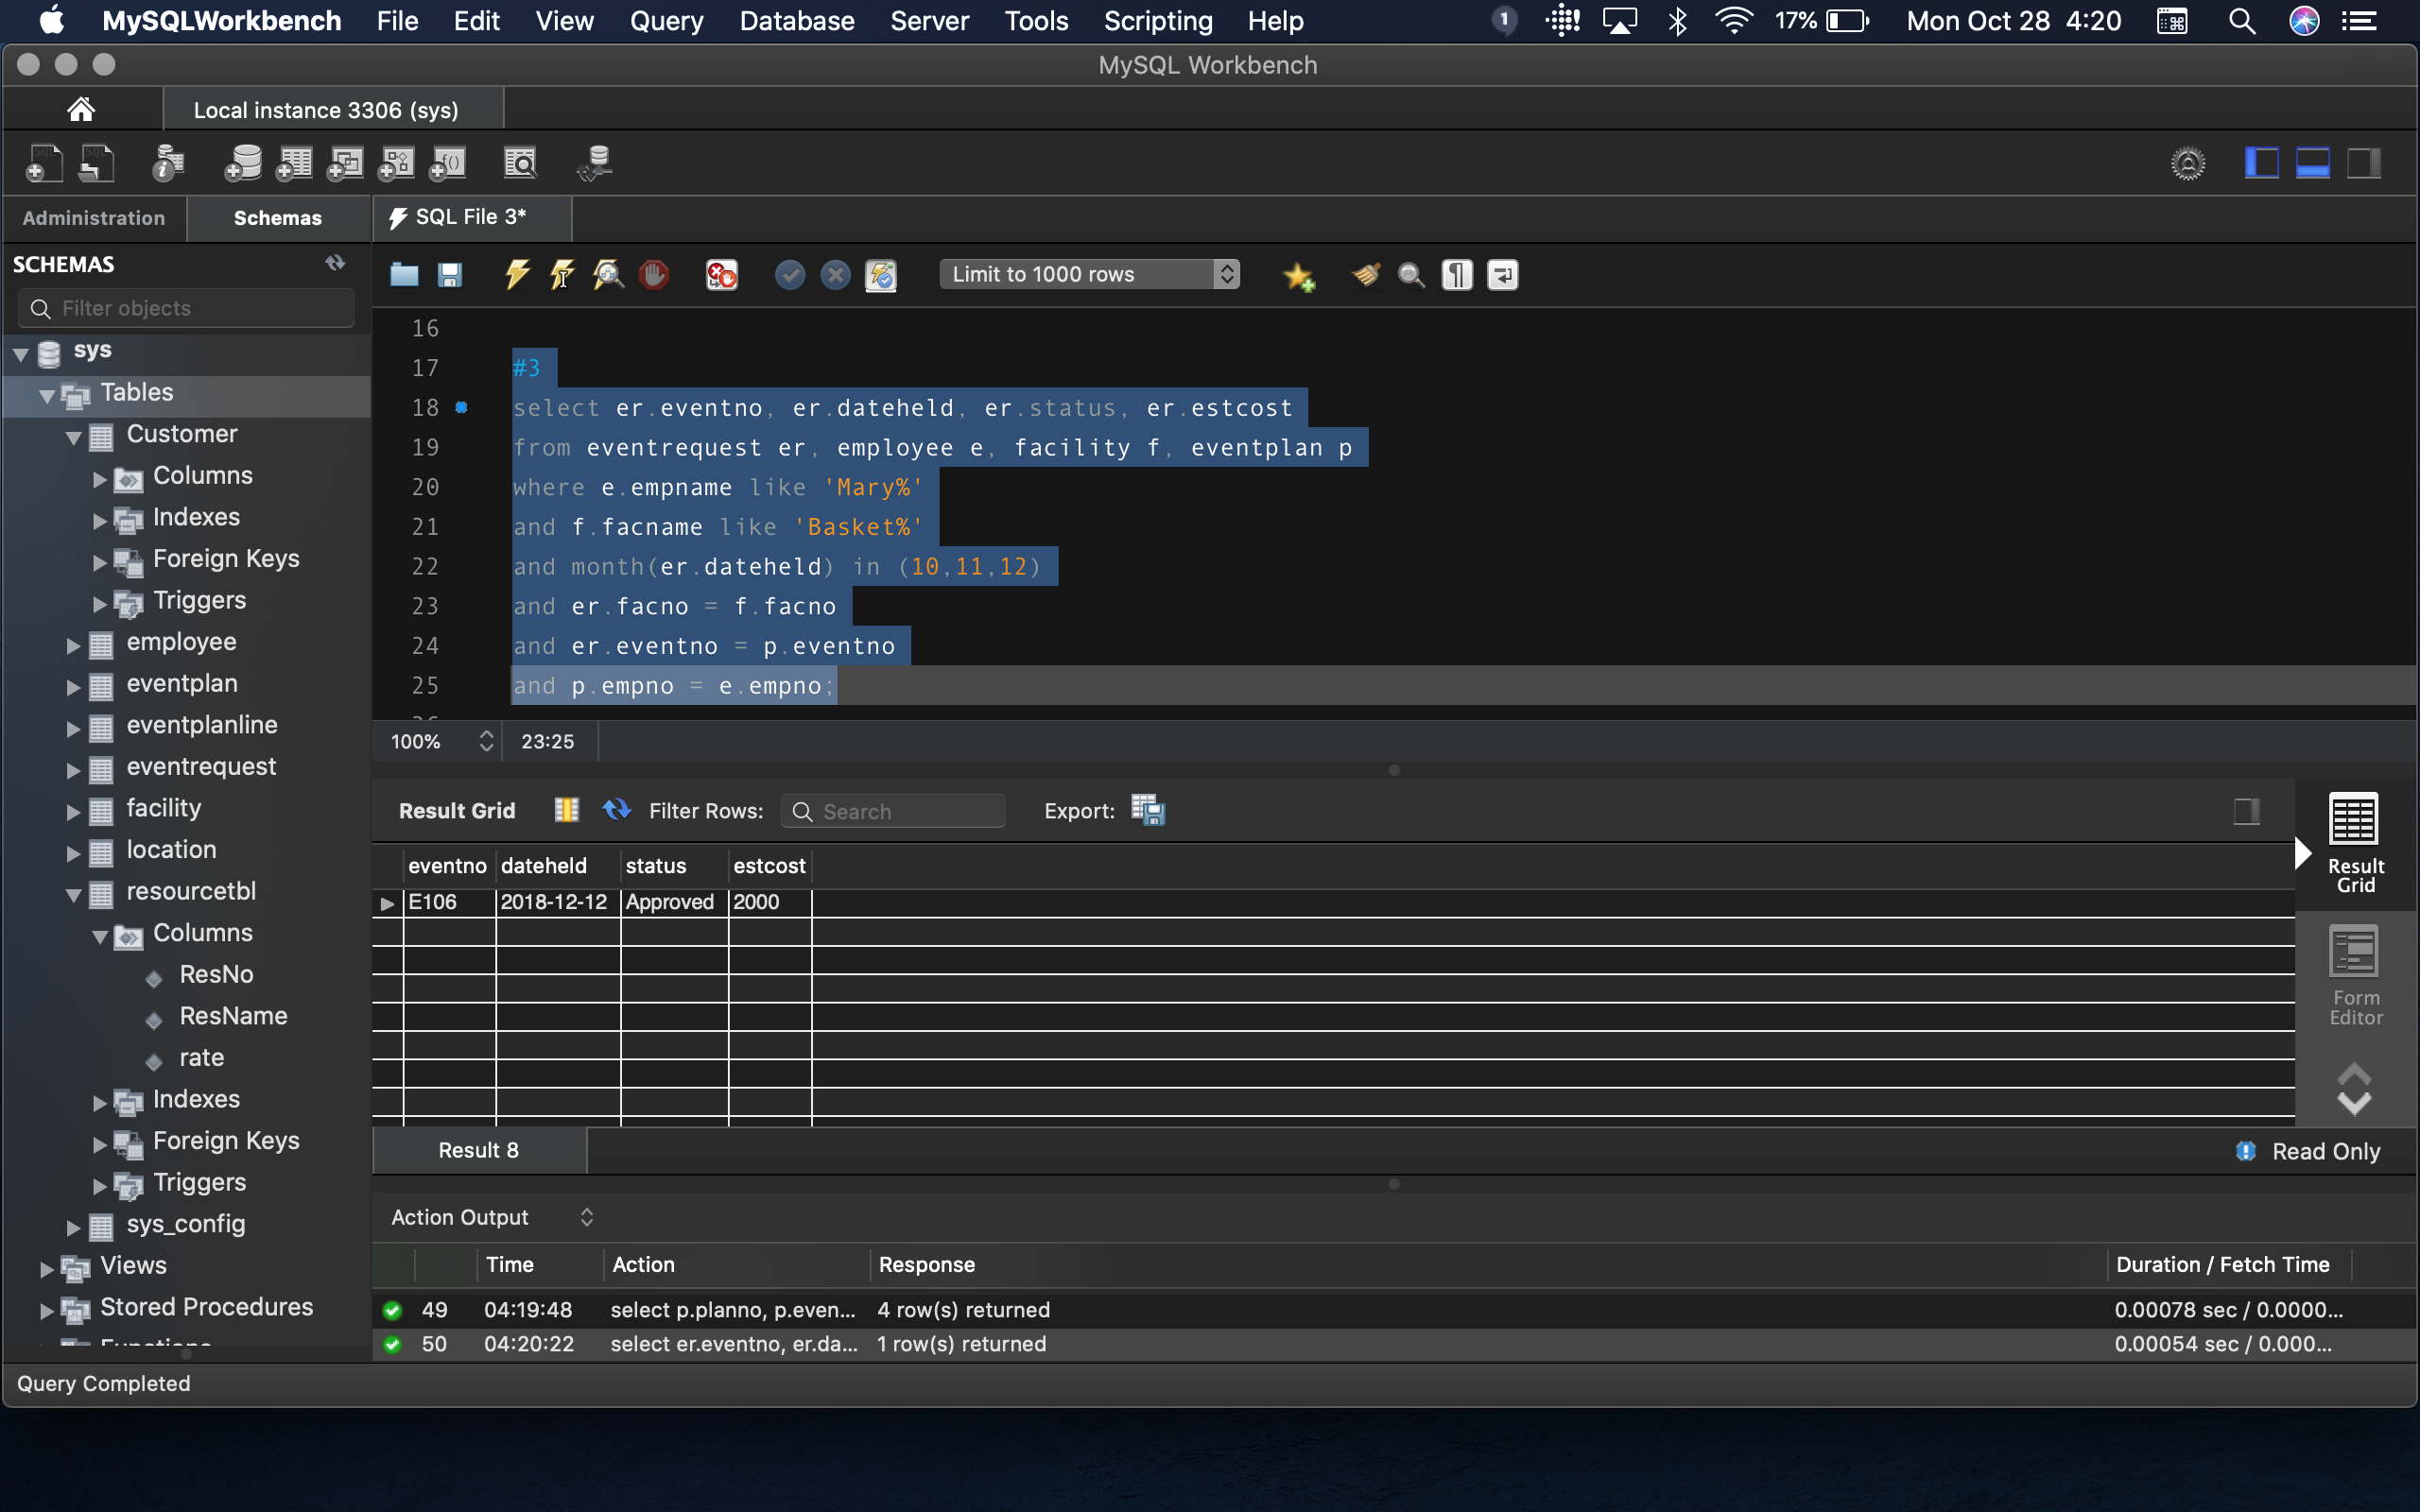 MySQLWorkbench File Edit View Query Database Server Tools Scripting Help 1 17% Mon Oct 28 4:20
MySQL Workbench
Local instance 3306 (sys)
Administration Schemas SQL File 3*
SCHEMAS
Limit to 1000 rows
Filter objects
sys
Tables
Customer
Columns
Indexes
Foreign Keys
Triggers
employee
eventplan
eventplanline
eventrequest
facility
location
resourcetbl
Columns
ResNo
ResName
rate
Indexes
Foreign Keys
Triggers
sys_config
Views
Stored Procedures
Functions
16
17 #3
18 select er.eventno, er.dateheld, er.status, er.estcost
19 from eventrequest er, employee e, facility f, eventplan p
20 where e.empname like 'Mary%'
21 and f.facname like 'Basket%'
22 and month(er.dateheld) in (10,11,12)
23 and er.facno = f.facno
24 and er.eventno = p.eventno
25 and p.empno = e.empno;
100% 23:25
Result Grid Filter Rows: Search Export:
eventno dateheld status estcost
E106 2018-12-12 Approved 2000
Result
Grid
Form
Editor
Result 8 Read Only
Action Output
Time Action Response Duration / Fetch Time
49 04:19:48 select p.planno, p.even... 4 row(s) returned 0.00078 sec / 0.0000...
50 04:20:22 select er.eventno, er.da... 1 row(s) returned 0.00054 sec / 0.000...
Query Completed